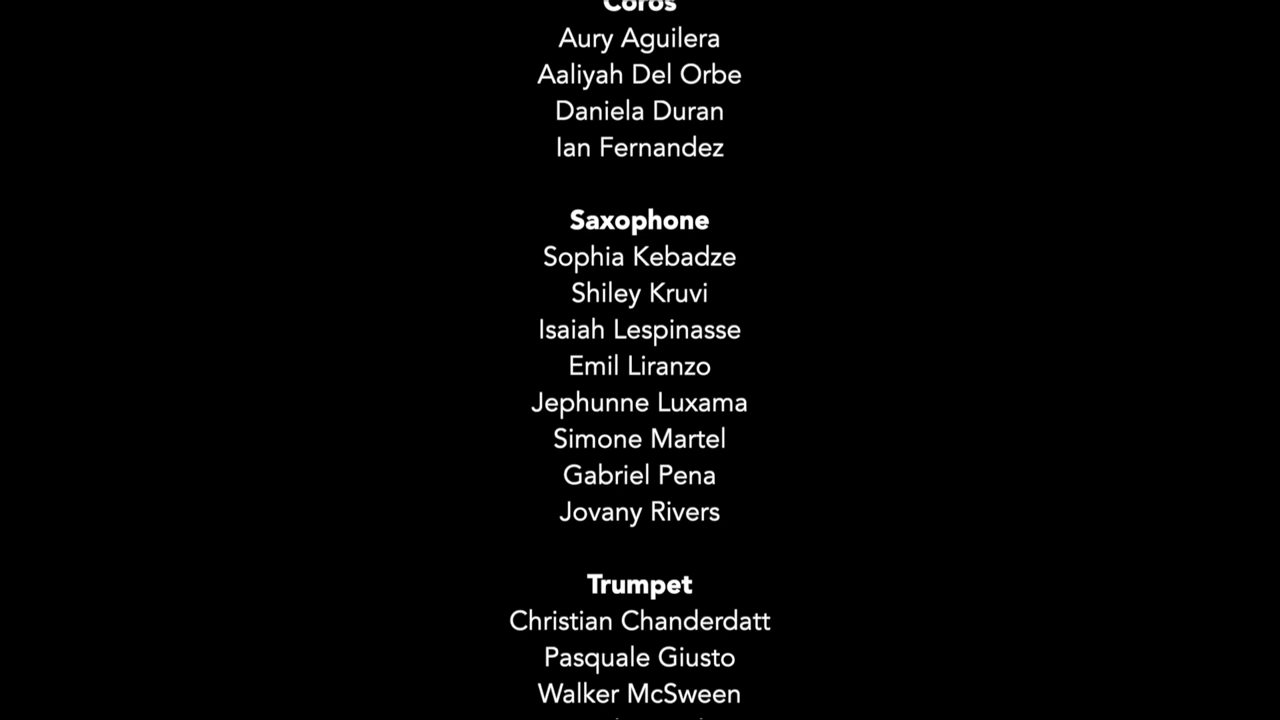 Coros
Aury Aguilera
Aaliyah Del Orbe
Daniela Duran
Ian Fernandez
Saxophone
Sophia Kebadze
Shiley Kruvi
Isaiah Lespinasse
Emil Liranzo
Jephunne Luxama
Simone Martel
Gabriel Pena
Jovany Rivers
Trumpet
Christian Chanderdatt
Pasquale Giusto
Walker McSween